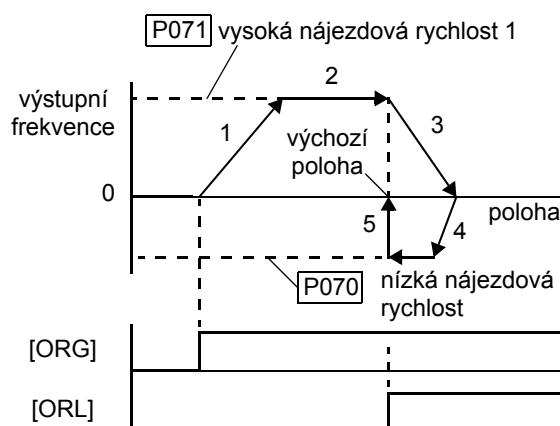 P071 vysoká nájezdová rychlost 1
2
výstupní
frekvence
1
3
výchozí
poloha
0
poloha
5
4
P070
nízká nájezdová
rychlost
[ORG]
[ORL]